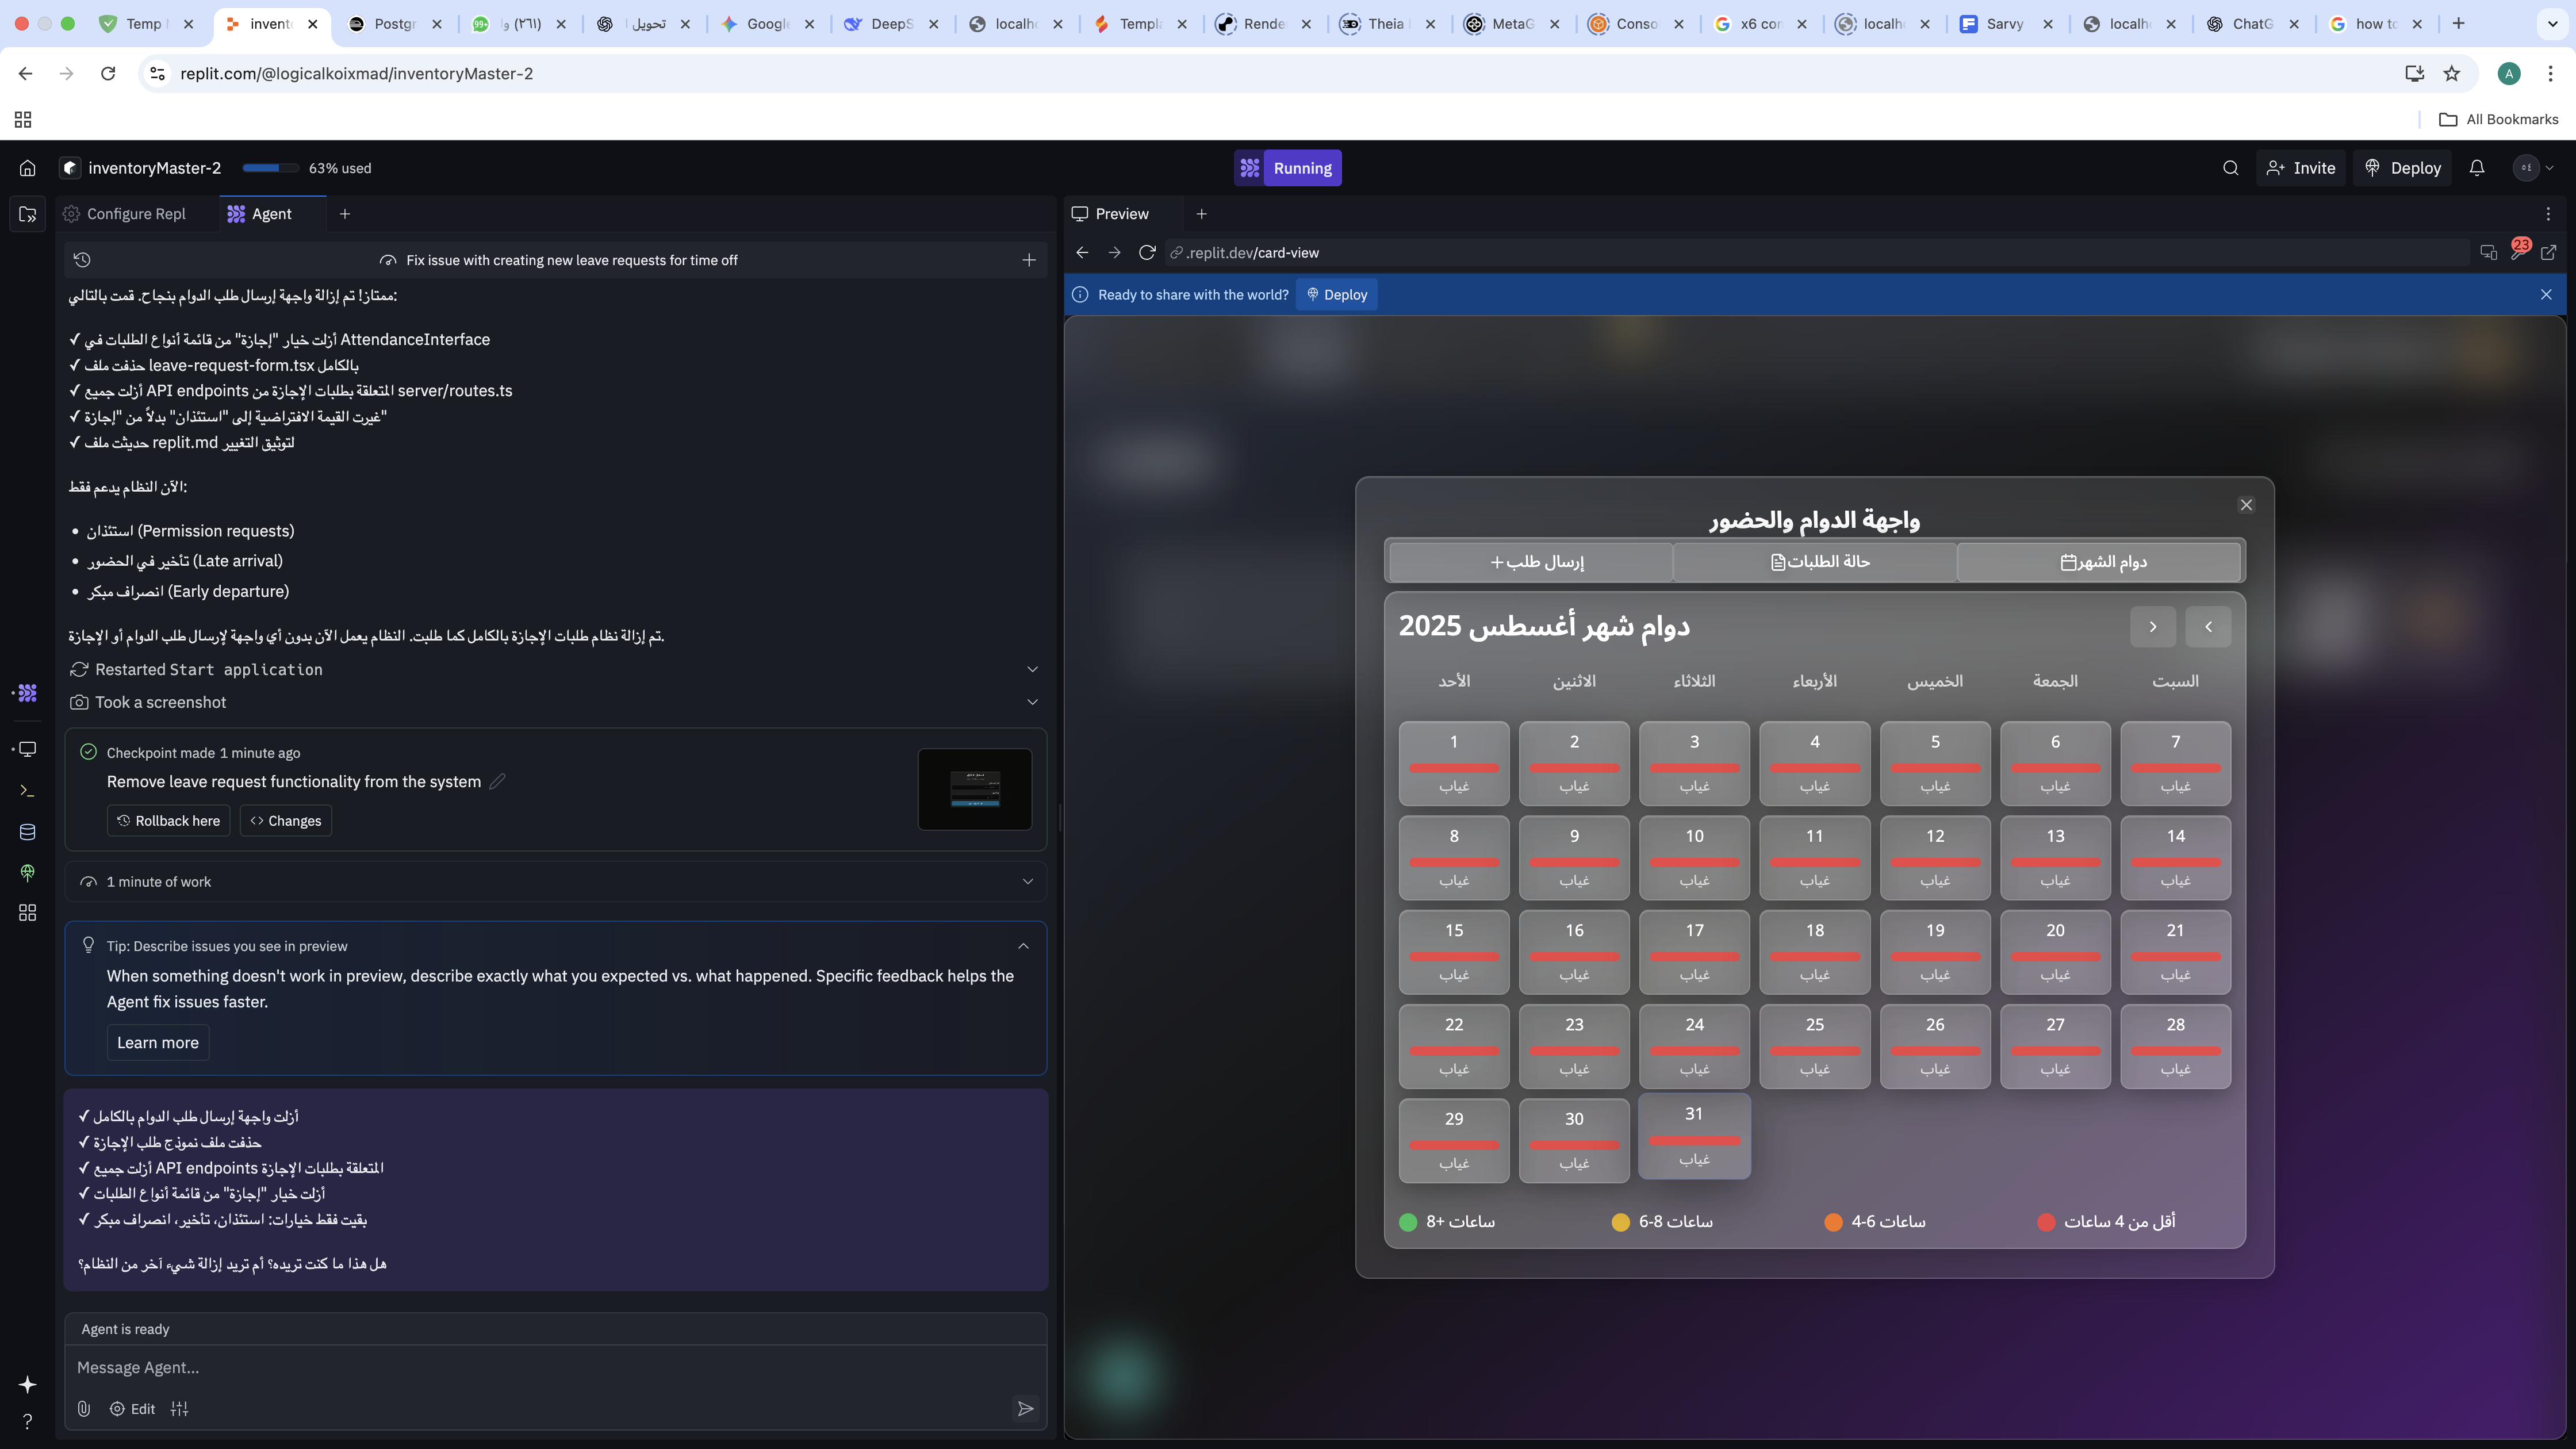 Temp
invent
Postgr
(٣٦١) وا
تحويل
Google
DeepS
localho
Templa
Rende
Theia
MetaG
Conso
x6 con
localho
Sarvy
localho
ChatG
how to
replit.com/@logicalkoixmad/inventoryMaster-2
A
All Bookmarks
inventoryMaster-2
63% used
Running
Invite
Deploy
Configure Repl
Agent
Preview
Fix issue with creating new leave requests for time off
.replit.dev/card-view
23
Ready to share with the world?
Deploy
ممتاز! تم إزالة واجهة إرسال طلب الدوام بنجاح. قمت بالتالي:
✓ أزلت خيار "إجازة" من قائمة أنواع الطلبات في AttendanceInterface
✓ حذفت ملف leave-request-form.tsx بالكامل
✓ أزلت جميع API endpoints المتعلقة بطلبات الإجازة من server/routes.ts
✓ غيرت القيمة الافتراضية إلى "استئذان" بدلاً من "إجازة"
✓ حديثت ملف replit.md لتوثيق التغيير
الآن النظام يدعم فقط:
• استئذان (Permission requests)
• تأخير في الحضور (Late arrival)
• انصراف مبكر (Early departure)
تم إزالة نظام طلبات الإجازة بالكامل كما طلبت. النظام يعمل الآن بدون أي واجهة لإرسال طلب الدوام أو الإجازة.
Restarted Start application
Took a screenshot
Checkpoint made 1 minute ago
Remove leave request functionality from the system
Rollback here
Changes
1 minute of work
Tip: Describe issues you see in preview
When something doesn't work in preview, describe exactly what you expected vs. what happened. Specific feedback helps the
Agent fix issues faster.
Learn more
✓ أزلت واجهة إرسال طلب الدوام بالكامل
✓ حذفت ملف نموذج طلب الإجازة
✓ أزلت جميع API endpoints المتعلقة بطلبات الإجازة
✓ أزلت خيار "إجازة" من قائمة أنواع الطلبات
✓ بقيت فقط خيارات: استئذان، تأخير، انصراف مبكر
هل هذا ما كنت تريده؟ أم تريد إزالة شيء آخر من النظام؟
Agent is ready
Message Agent...
Edit
واجهة الدوام والحضور
دوام الشهر
حالة الطلبات
إرسال طلب
دوام شهر أغسطس 2025
الأحد الاثنين الثلاثاء الأربعاء الخميس الجمعة السبت
1 2 3 4 5 6 7
غياب غياب غياب غياب غياب غياب غياب
8 9 10 11 12 13 14
غياب غياب غياب غياب غياب غياب غياب
15 16 17 18 19 20 21
غياب غياب غياب غياب غياب غياب غياب
22 23 24 25 26 27 28
غياب غياب غياب غياب غياب غياب غياب
29 30 31
غياب غياب غياب
8+ ساعات
6-8 ساعات
4-6 ساعات
أقل من 4 ساعات